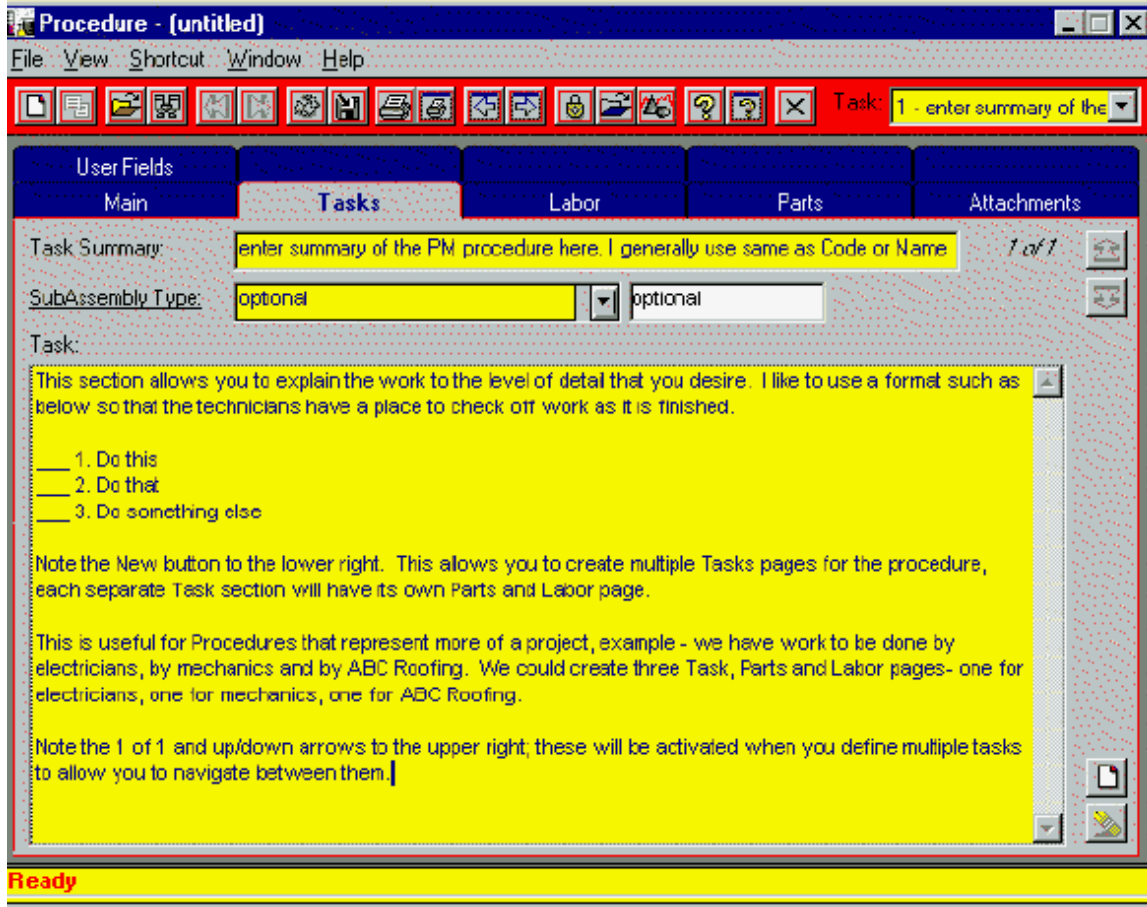 Procedure - (untitled)
File View Shortcut Window Help
Task: 1 - enter summary of the
User Fields
Main Tasks Labor Parts Attachments
Task Summary: enter summary of the PM procedure here. I generally use same as Code or Name 1 of 1
SubAssembly Type: optional optional
Task:
This section allows you to explain the work to the level of detail that you desire. I like to use a format such as
below so that the technicians have a place to check off work as it is finished.
___ 1. Do this
___ 2. Do that
___ 3. Do something else
Note the New button to the lower right. This allows you to create multiple Tasks pages for the procedure,
each separate Task section will have its own Parts and Labor page.
This is useful for Procedures that represent more of a project, example - we have work to be done by
electricians, by mechanics and by ABC Roofing. We could create three Task, Parts and Labor pages- one for
electricians, one for mechanics, one for ABC Roofing.
Note the 1 of 1 and up/down arrows to the upper right; these will be activated when you define multiple tasks
to allow you to navigate between them.
Ready